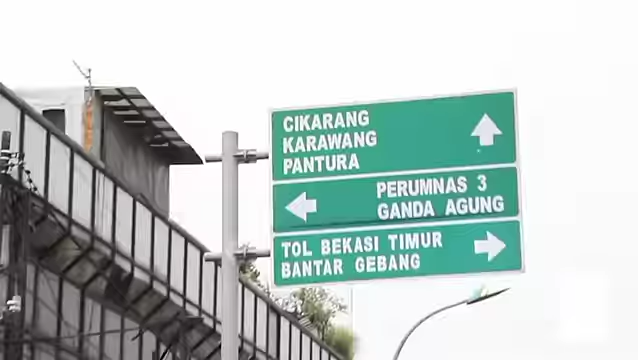 CIKARANG
KARAWANG
PANTURA
PERUMNAS 3
GANDA AGUNG
TOL BEKASI TIMUR
BANTAR GEBANG